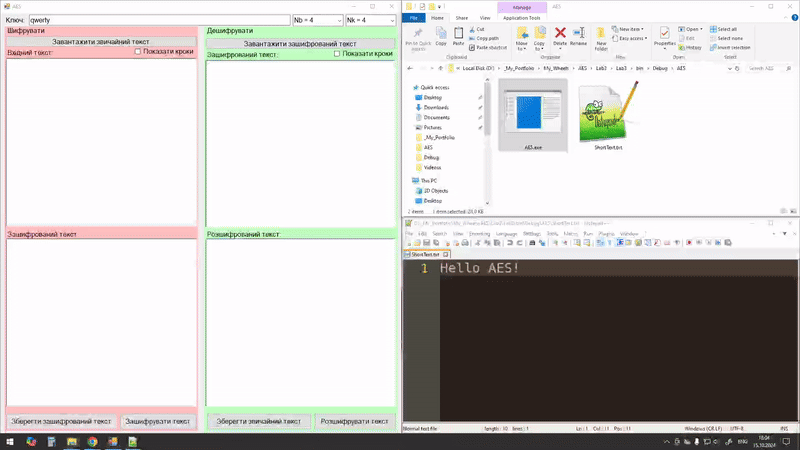 AES
Ключ: qwerty
Nb = 4
Nk = 4
Шифрувати
Завантажити звичайний текст
Вхідний текст:
Показати кроки
Зашифрований текст
Зберегти зашифрований текст
Зашифрувати текст
Дешифрувати
Завантажити зашифрований текст
Зашифрований текст:
Показати кроки
Розшифрований текст:
Зберегти звичайний текст
Розшифрувати текст
Manage
AES
File
Home
Share
View
Application Tools
Pin to Quick access
Copy
Paste
Cut
Copy path
Paste shortcut
Move to
Copy to
Delete
Rename
New folder
New item
Easy access
Properties
Open
Edit
History
Select all
Select none
Invert selection
Clipboard
Organize
New
Open
Select
Local Disk (D:)
_My_Portfolio
AES
Lab3
Lab3
bin
Debug
AES
Search AES
Quick access
Desktop
Downloads
Documents
Pictures
_My_Portfolio
AES
Debug
Videoss
This PC
3D Objects
Desktop
AES.exe
ShortText.txt
2 items
1 item selected
File Edit Search View Encoding Language Settings Tools Macro Run Plugins Window
ShortText.txt
1 Hello AES!
Normal text file
length: 10 lines: 1
Ln: 1 Col: 11 Pos: 11
Windows (CR LF)
UTF-8
INS
16:04
15.10.2024